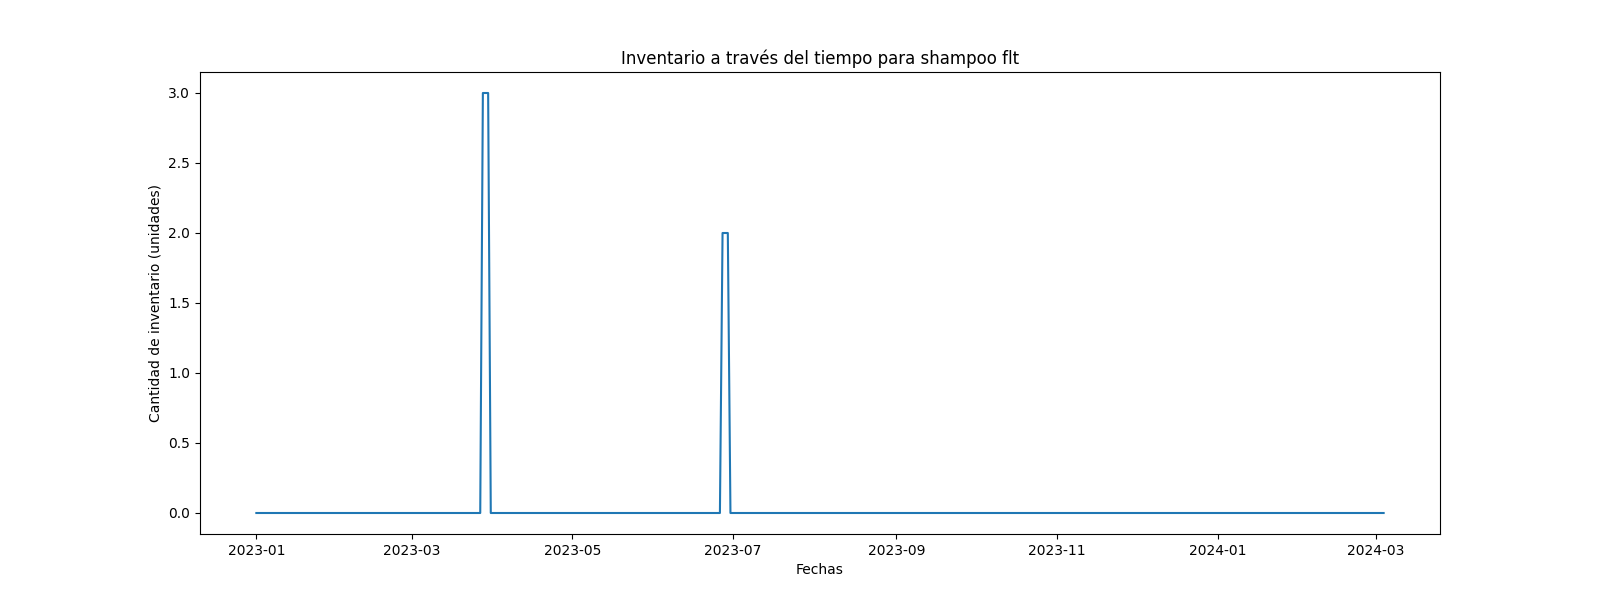 Inventario a través del tiempo para shampoo flt
Cantidad de inventario (unidades)
3.0
2.5
2.0
1.5
1.0
0.5
0.0
2023-01 2023-03 2023-05 2023-07 2023-09 2023-11 2024-01 2024-03
Fechas